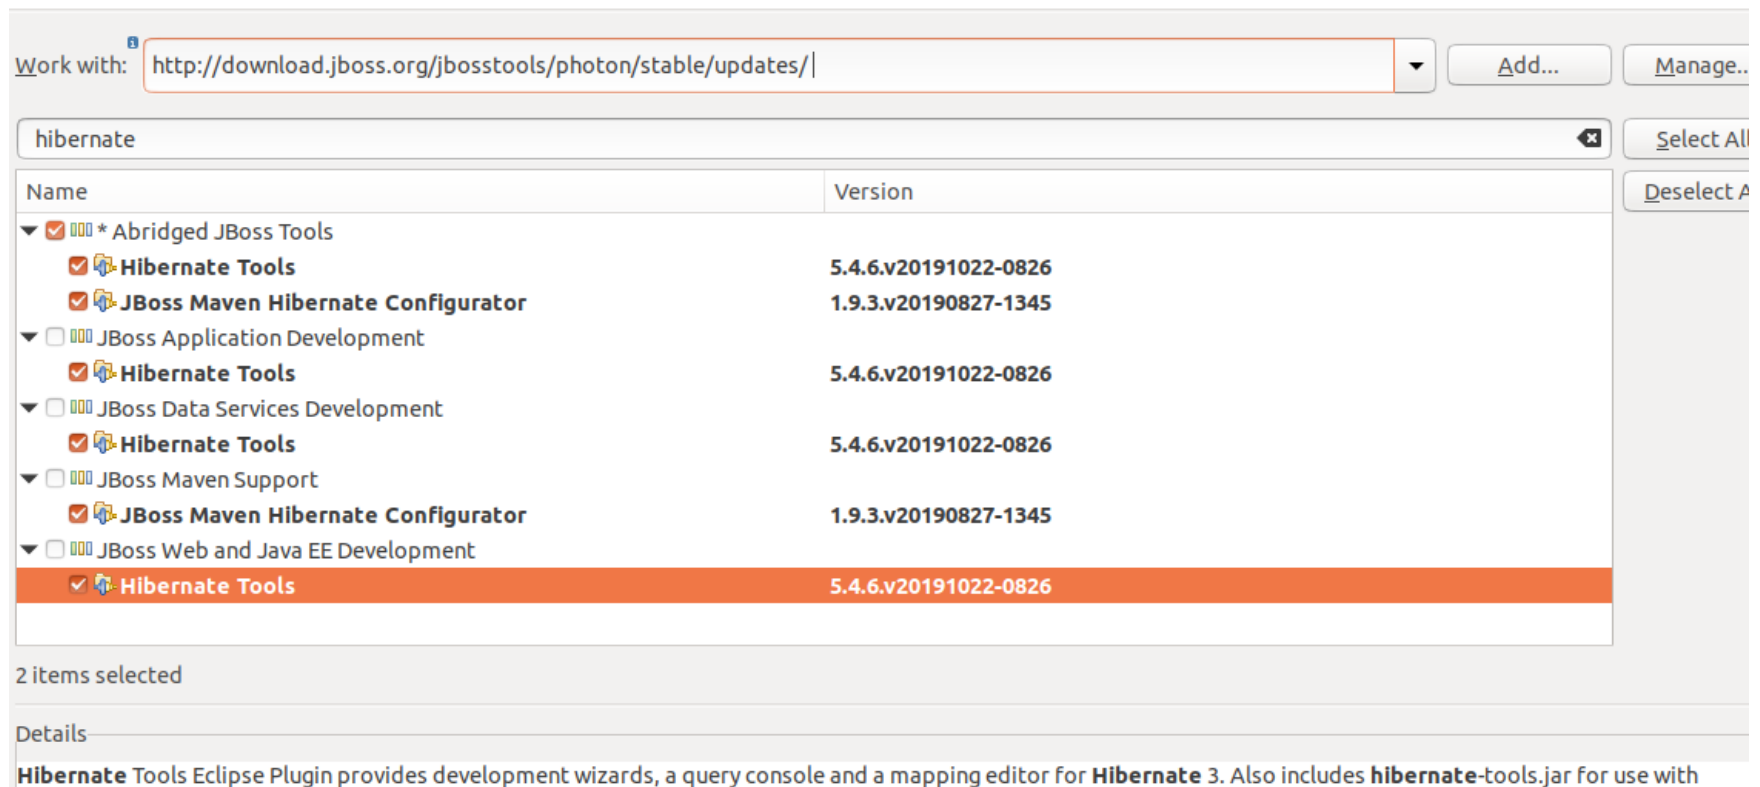 Work with: http://download.jboss.org/jbosstools/photon/stable/updates/ Add... Manage..
hibernate Select All
Name Version Deselect A
* Abridged JBoss Tools
Hibernate Tools 5.4.6.v20191022-0826
JBoss Maven Hibernate Configurator 1.9.3.v20190827-1345
JBoss Application Development
Hibernate Tools 5.4.6.v20191022-0826
JBoss Data Services Development
Hibernate Tools 5.4.6.v20191022-0826
JBoss Maven Support
JBoss Maven Hibernate Configurator 1.9.3.v20190827-1345
JBoss Web and Java EE Development
Hibernate Tools 5.4.6.v20191022-0826
2 items selected
Details
Hibernate Tools Eclipse Plugin provides development wizards, a query console and a mapping editor for Hibernate 3. Also includes hibernate-tools.jar for use with